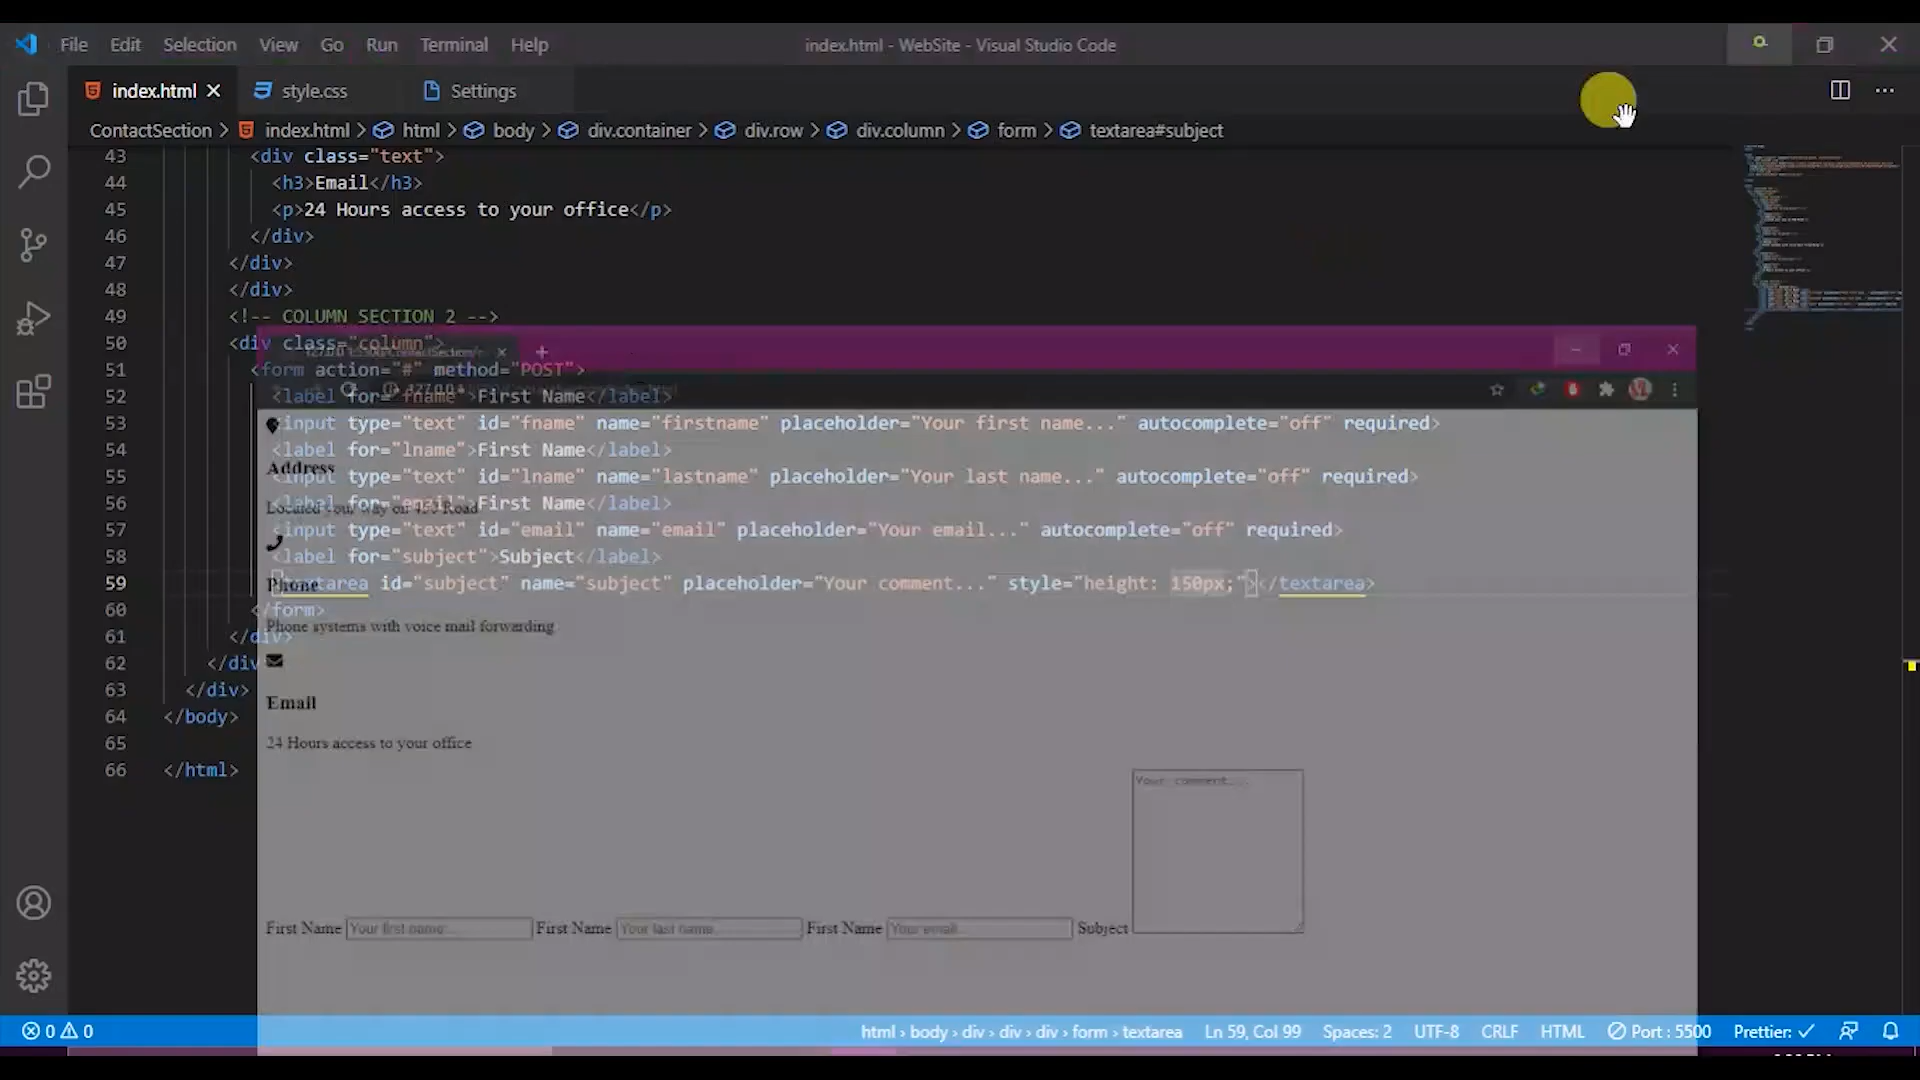 File Edit Selection View Go Run Terminal Help
index.html - WebSite - Visual Studio Code
index.html style.css Settings
ContactSection > index.html > html > body > div.container > div.row > div.column > form > textarea#subject
43 <div class="text">
44 <h3>Email</h3>
45 <p>24 Hours access to your office</p>
46 </div>
47 </div>
48 </div>
49 <!-- COLUMN SECTION 2 -->
50 <div class="column">
51 <form action="#" method="POST">
52 <label for="fname">First Name</label>
53 <input type="text" id="fname" name="firstname" placeholder="Your first name..." autocomplete="off" required>
54 <label for="lname">First Name</label>
55 <input type="text" id="lname" name="lastname" placeholder="Your last name..." autocomplete="off" required>
56 <label for="email">First Name</label>
57 <input type="text" id="email" name="email" placeholder="Your email..." autocomplete="off" required>
58 <label for="subject">Subject</label>
59 <textarea id="subject" name="subject" placeholder="Your comment..." style="height: 150px;"></textarea>
60 </form>
61 </div>
62 </div>
63 </div>
64 </body>
65
66 </html>
Address
Phone
Phone systems with voice mail forwarding
Email
24 Hours access to your office
Your comment...
First Name Your first name... First Name Your last name... First Name Your email... Subject
0 0 html > body > div > div > div > form > textarea Ln 59, Col 99 Spaces: 2 UTF-8 CRLF HTML Port : 5500 Prettier: ✓